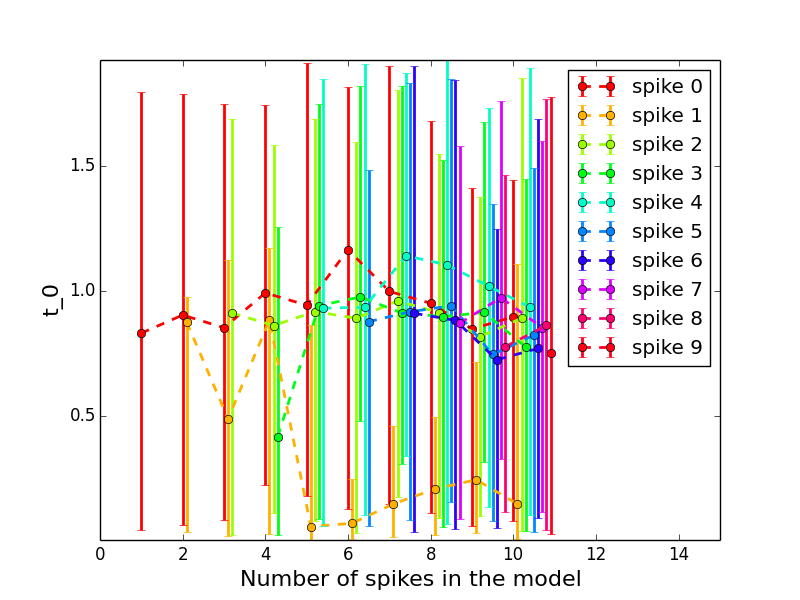 1.5
1.0
0.5
t_0
0
2
4
6
8
10
12
14
Number of spikes in the model
spike 0
spike 1
spike 2
spike 3
spike 4
spike 5
spike 6
spike 7
spike 8
spike 9